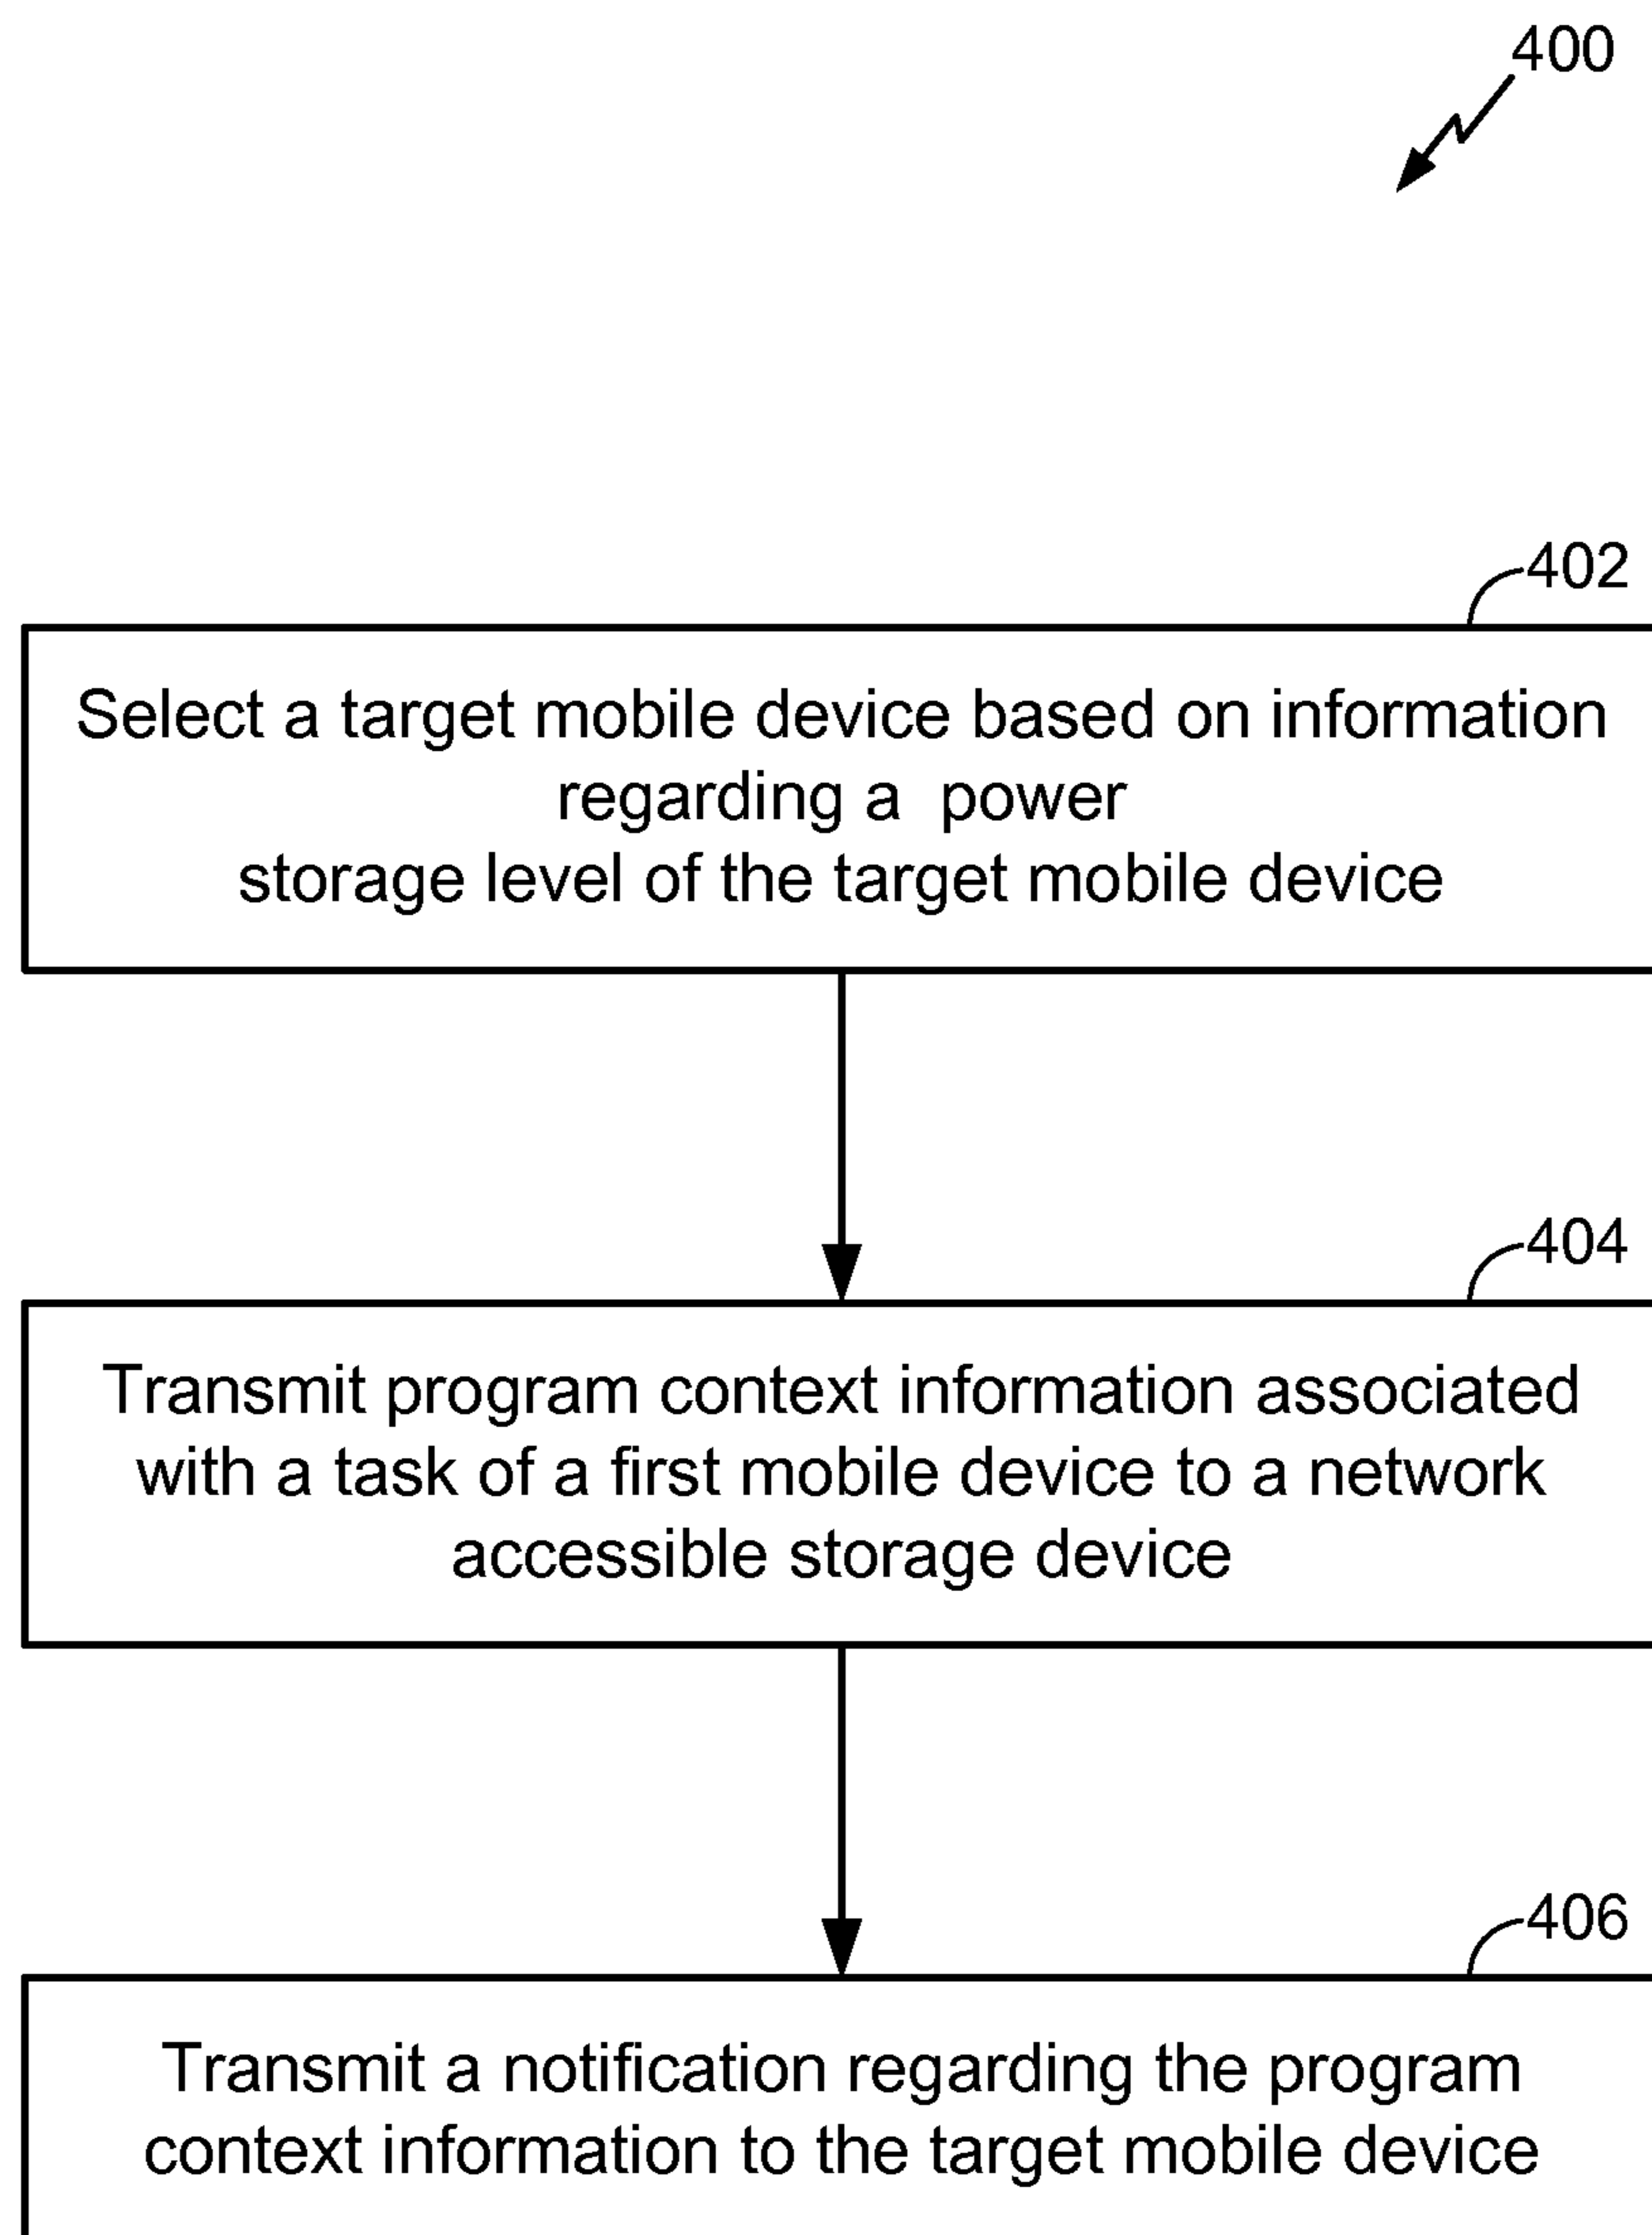 400
402
Select a target mobile device based on information
regarding a power
storage level of the target mobile device
404
Transmit program context information associated
with a task of a first mobile device to a network
accessible storage device
406
Transmit a notification regarding the program
context information to the target mobile device